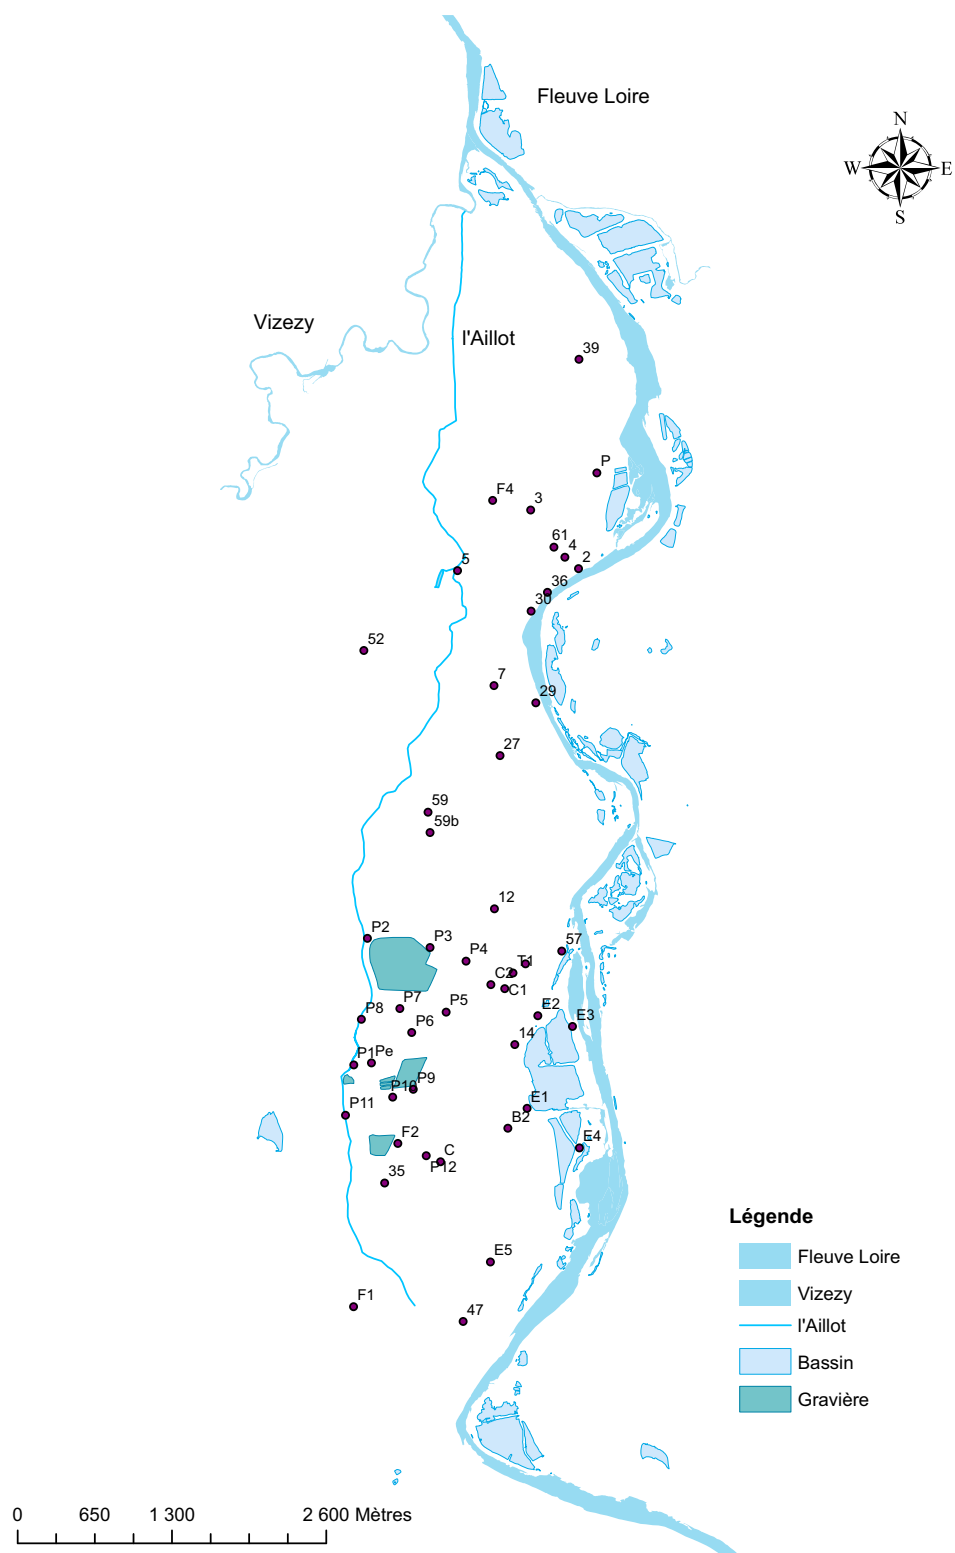 Fleuve Loire
N
W
E
S
Vizezy
l'Aillot
39
P
F4
3
61
4
5
2
36
30
52
7
29
27
59
59b
12
P2
P3
57
P4
T1
C2
C1
P7
P5
P8
E2
P6
E3
14
P1
Pe
P9
P10
E1
P11
B2
F2
C
E4
P12
35
Légende
Fleuve Loire
E5
Vizezy
F1
47
l'Aillot
Bassin
Gravière
0 650 1 300 2 600 Mètres